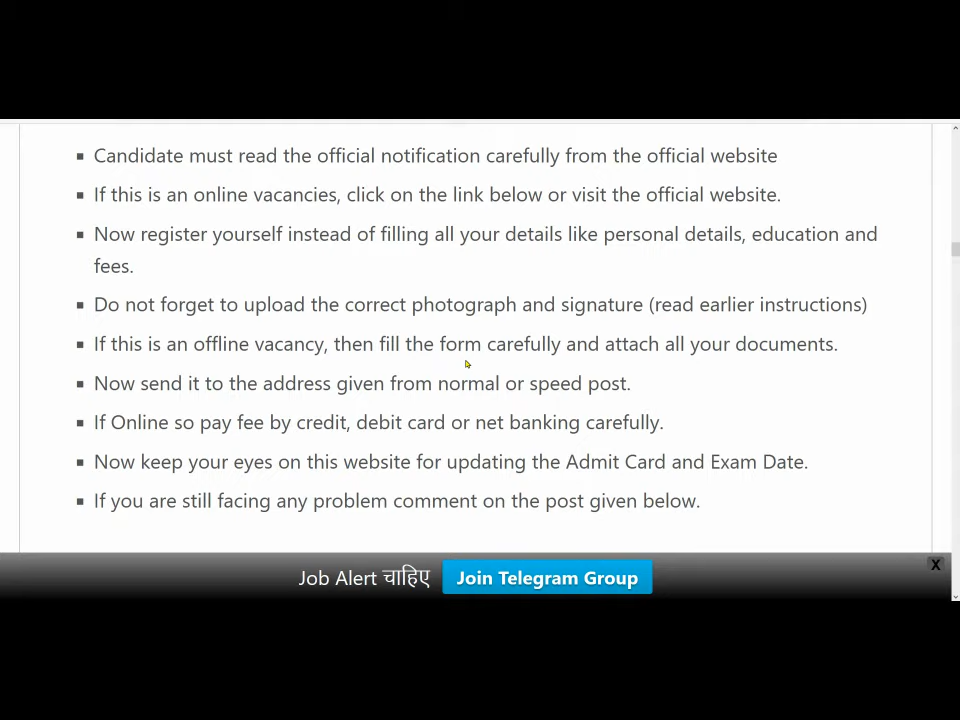 Candidate must read the official notification carefully from the official website
If this is an online vacancies, click on the link below or visit the official website.
Now register yourself instead of filling all your details like personal details, education and
fees.
Do not forget to upload the correct photograph and signature (read earlier instructions)
If this is an offline vacancy, then fill the form carefully and attach all your documents.
Now send it to the address given from normal or speed post.
If Online so pay fee by credit, debit card or net banking carefully.
Now keep your eyes on this website for updating the Admit Card and Exam Date.
If you are still facing any problem comment on the post given below.
Job Alert चाहिए Join Telegram Group
X